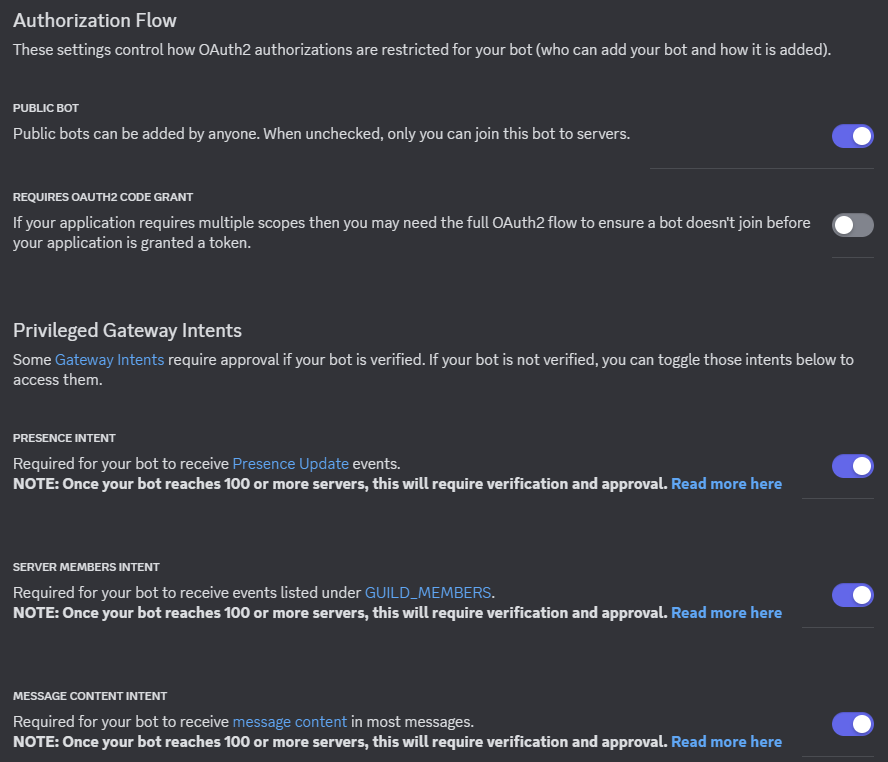 Authorization Flow
These settings control how OAuth2 authorizations are restricted for your bot (who can add your bot and how it is added).
PUBLIC BOT
Public bots can be added by anyone. When unchecked, only you can join this bot to servers.
REQUIRES OAUTH2 CODE GRANT
If your application requires multiple scopes then you may need the full OAuth2 flow to ensure a bot doesn't join before
your application is granted a token.
Privileged Gateway Intents
Some Gateway Intents require approval if your bot is verified. If your bot is not verified, you can toggle those intents below to
access them.
PRESENCE INTENT
Required for your bot to receive Presence Update events.
NOTE: Once your bot reaches 100 or more servers, this will require verification and approval. Read more here
SERVER MEMBERS INTENT
Required for your bot to receive events listed under GUILD_MEMBERS.
NOTE: Once your bot reaches 100 or more servers, this will require verification and approval. Read more here
MESSAGE CONTENT INTENT
Required for your bot to receive message content in most messages.
NOTE: Once your bot reaches 100 or more servers, this will require verification and approval. Read more here